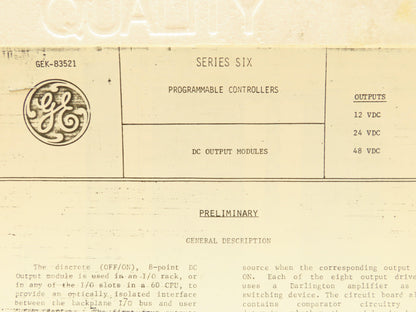 QUALITY
GEK-83521
GE
SERIES SIX
PROGRAMMABLE CONTROLLERS
DC OUTPUT MODULES
OUTPUTS
12 VDC
24 VDC
48 VDC
PRELIMINARY
GENERAL DESCRIPTION
The discrete (OFF/ON), 8-point DC
Output module is used in an I/O rack, or
in any of the I/O slots in a 60 CPU, to
provide an optically isolated interface
between the backplane I/O bus and user
source when the corresponding output
ON. Each of the eight output driver
uses a Darlington amplifier as
switching device. The circuit board al
contains comparator circuitry